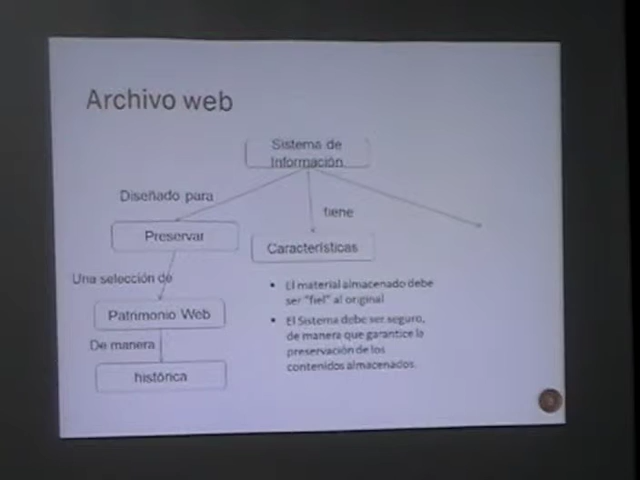 Archivo web
Sistema de
Información
Diseñado para
tiene
Preservar
Características
Una selección de
Patrimonio Web
De manera
histórica
• El material almacenado debe
ser "fiel" al original
• El Sistema debe ser seguro,
de manera que garantice la
preservación de los
contenidos almacenados.